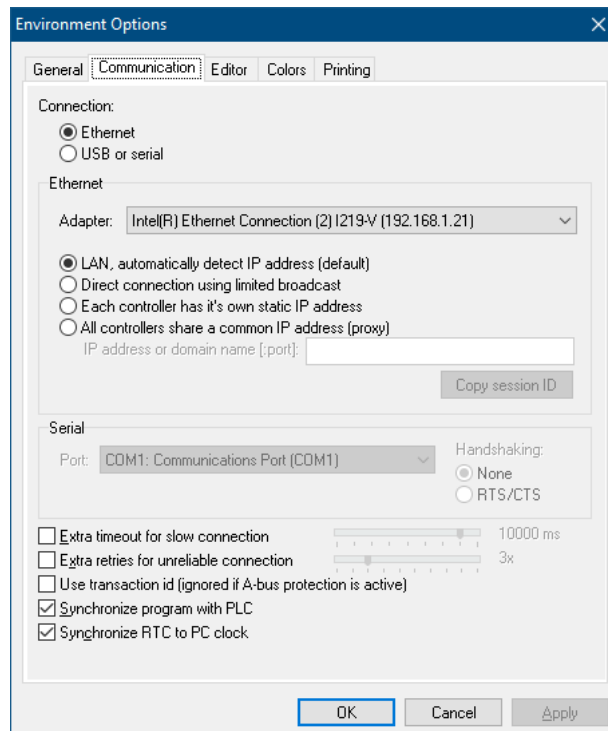 Environment Options
General Communication Editor Colors Printing
Connection:
Ethernet
USB or serial
Ethernet
Adapter: Intel(R) Ethernet Connection (2) I219-V (192.168.1.21)
LAN, automatically detect IP address (default)
Direct connection using limited broadcast
Each controller has it's own static IP address
All controllers share a common IP address (proxy)
IP address or domain name [:port]:
Copy session ID
Serial
Port: COM1: Communications Port (COM1)
Handshaking:
None
RTS/CTS
Extra timeout for slow connection 10000 ms
Extra retries for unreliable connection 3x
Use transaction id (ignored if A-bus protection is active)
Synchronize program with PLC
Synchronize RTC to PC clock
OK Cancel Apply